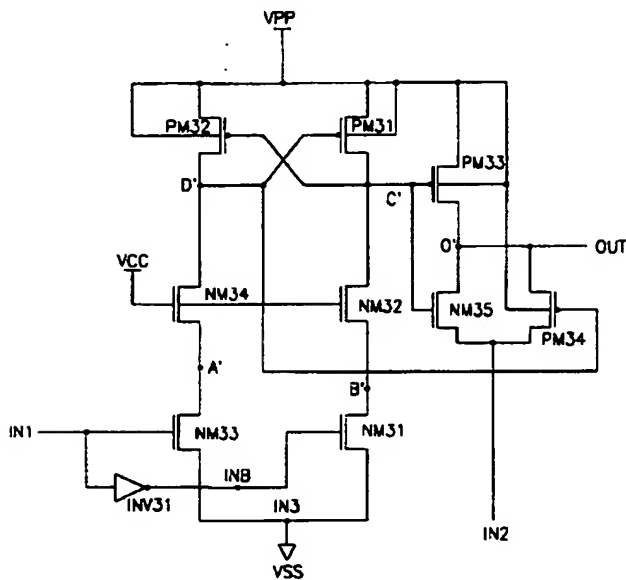 VPP
PM32
PM31
PM33
D'
C'
O'
OUT
VCC
NM34
NM32
NM35
PM34
A'
B'
IN1
NM33
NM31
INB
INV31
IN3
IN2
VSS